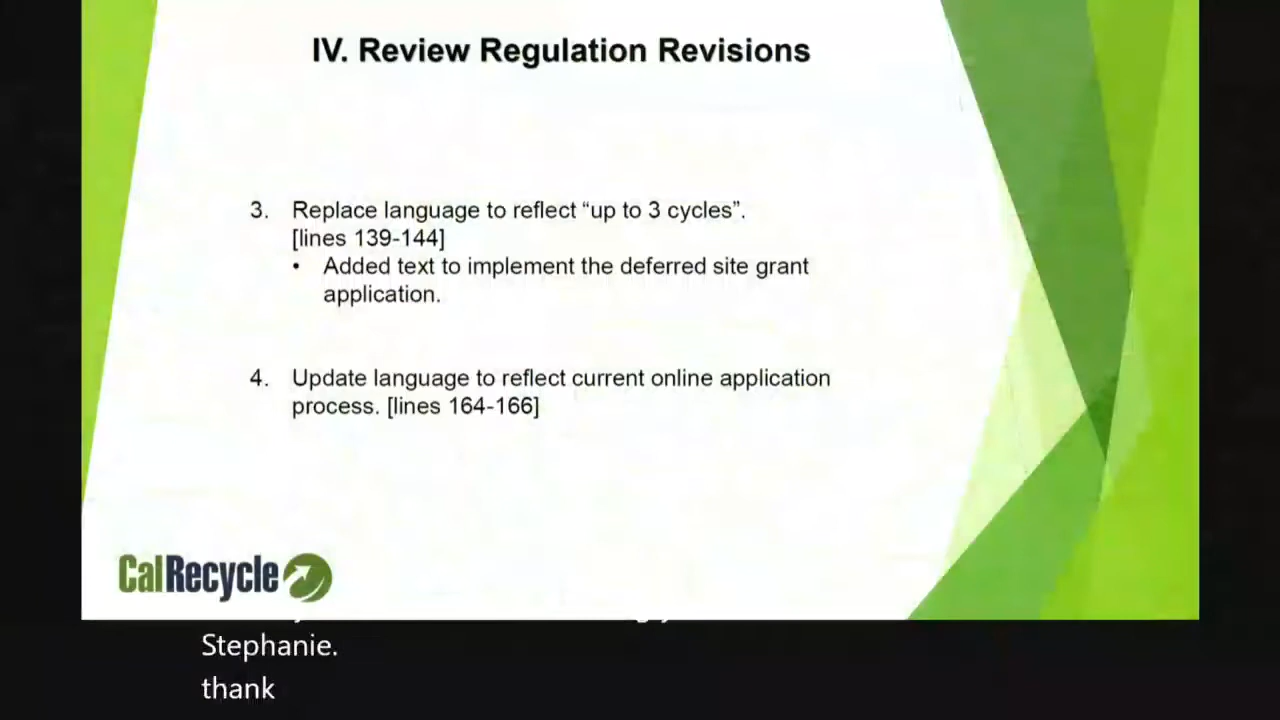 IV. Review Regulation Revisions
3. Replace language to reflect “up to 3 cycles”.
[lines 139-144]
• Added text to implement the deferred site grant
application.
4. Update language to reflect current online application
process. [lines 164-166]
CalRecycle
Stephanie.
thank